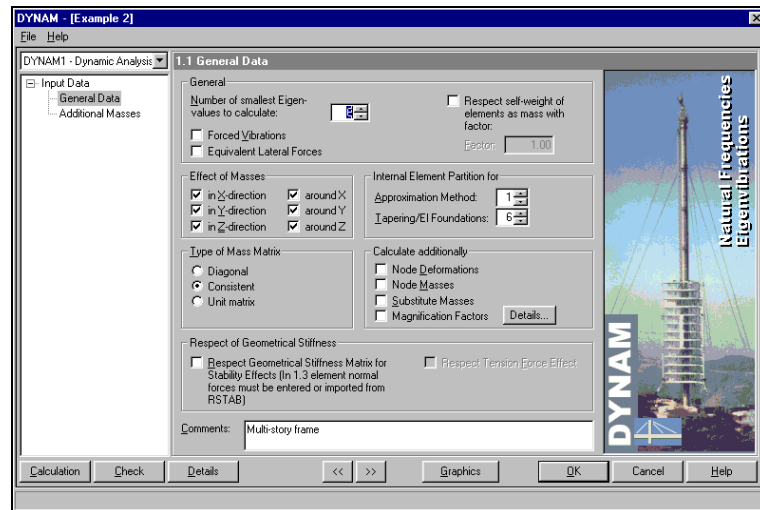 DYNAM - [Example 2]
File Help
DYNAM1 - Dynamic Analysis
1.1 General Data
Input Data
General Data
Additional Masses
General
Number of smallest Eigen-
values to calculate:
Forced Vibrations
Equivalent Lateral Forces
Respect self-weight of
elements as mass with
factor:
Factor: 1.00
Effect of Masses
in X-direction around X
in Y-direction around Y
in Z-direction around Z
Internal Element Partition for
Approximation Method: 1
Tapering/El Foundations: 6
Type of Mass Matrix
Diagonal
Consistent
Unit matrix
Calculate additionally
Node Deformations
Node Masses
Substitute Masses
Magnification Factors Details...
Respect of Geometrical Stiffness
Respect Geometrical Stiffness Matrix for
Stability Effects (In 1.3 element normal
forces must be entered or imported from
RSTAB)
Respect Tension Force Effect
Comments: Multi-story frame
Natural Frequencies
Eigenvibrations
DYNAM
Calculation Check Details << >> Graphics OK Cancel Help